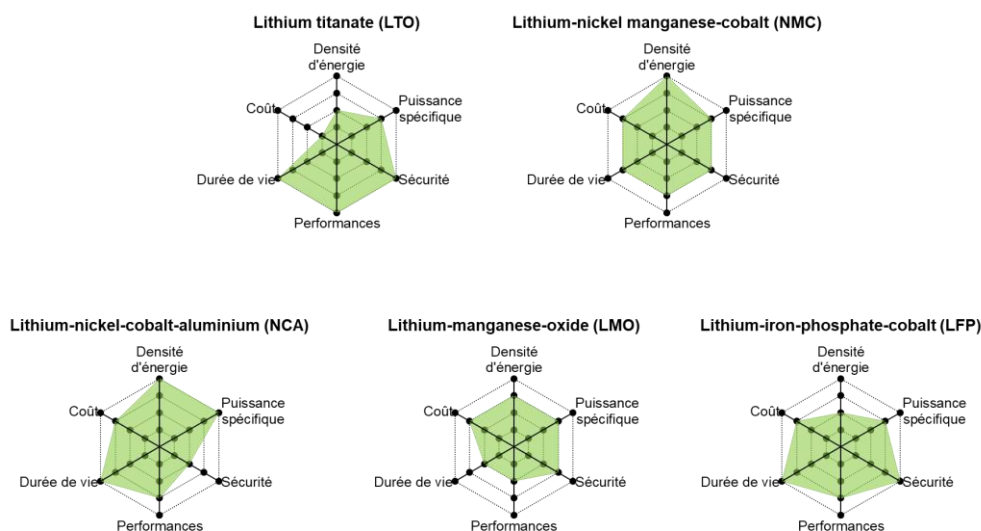 Lithium titanate (LTO)
Densité
d'énergie
Coût
Puissance
spécifique
Durée de vie
Sécurité
Performances
Lithium-nickel manganese-cobalt (NMC)
Densité
d'énergie
Coût
Puissance
spécifique
Durée de vie
Sécurité
Performances
Lithium-nickel-cobalt-aluminium (NCA)
Densité
d'énergie
Coût
Puissance
spécifique
Durée de vie
Sécurité
Performances
Lithium-manganese-oxide (LMO)
Densité
d'énergie
Coût
Puissance
spécifique
Durée de vie
Sécurité
Performances
Lithium-iron-phosphate-cobalt (LFP)
Densité
d'énergie
Coût
Puissance
spécifique
Durée de vie
Sécurité
Performances